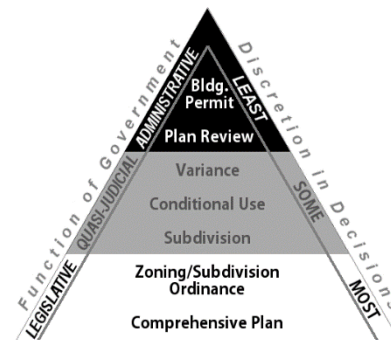 Function of Government
Discretion in Decisions
ADMINISTRATIVE
LEAST
Bldg.
Permit
Plan Review
QUASI-JUDICIAL
SOME
Variance
Conditional Use
Subdivision
LEGISLATIVE
MOST
Zoning/Subdivision
Ordinance
Comprehensive Plan